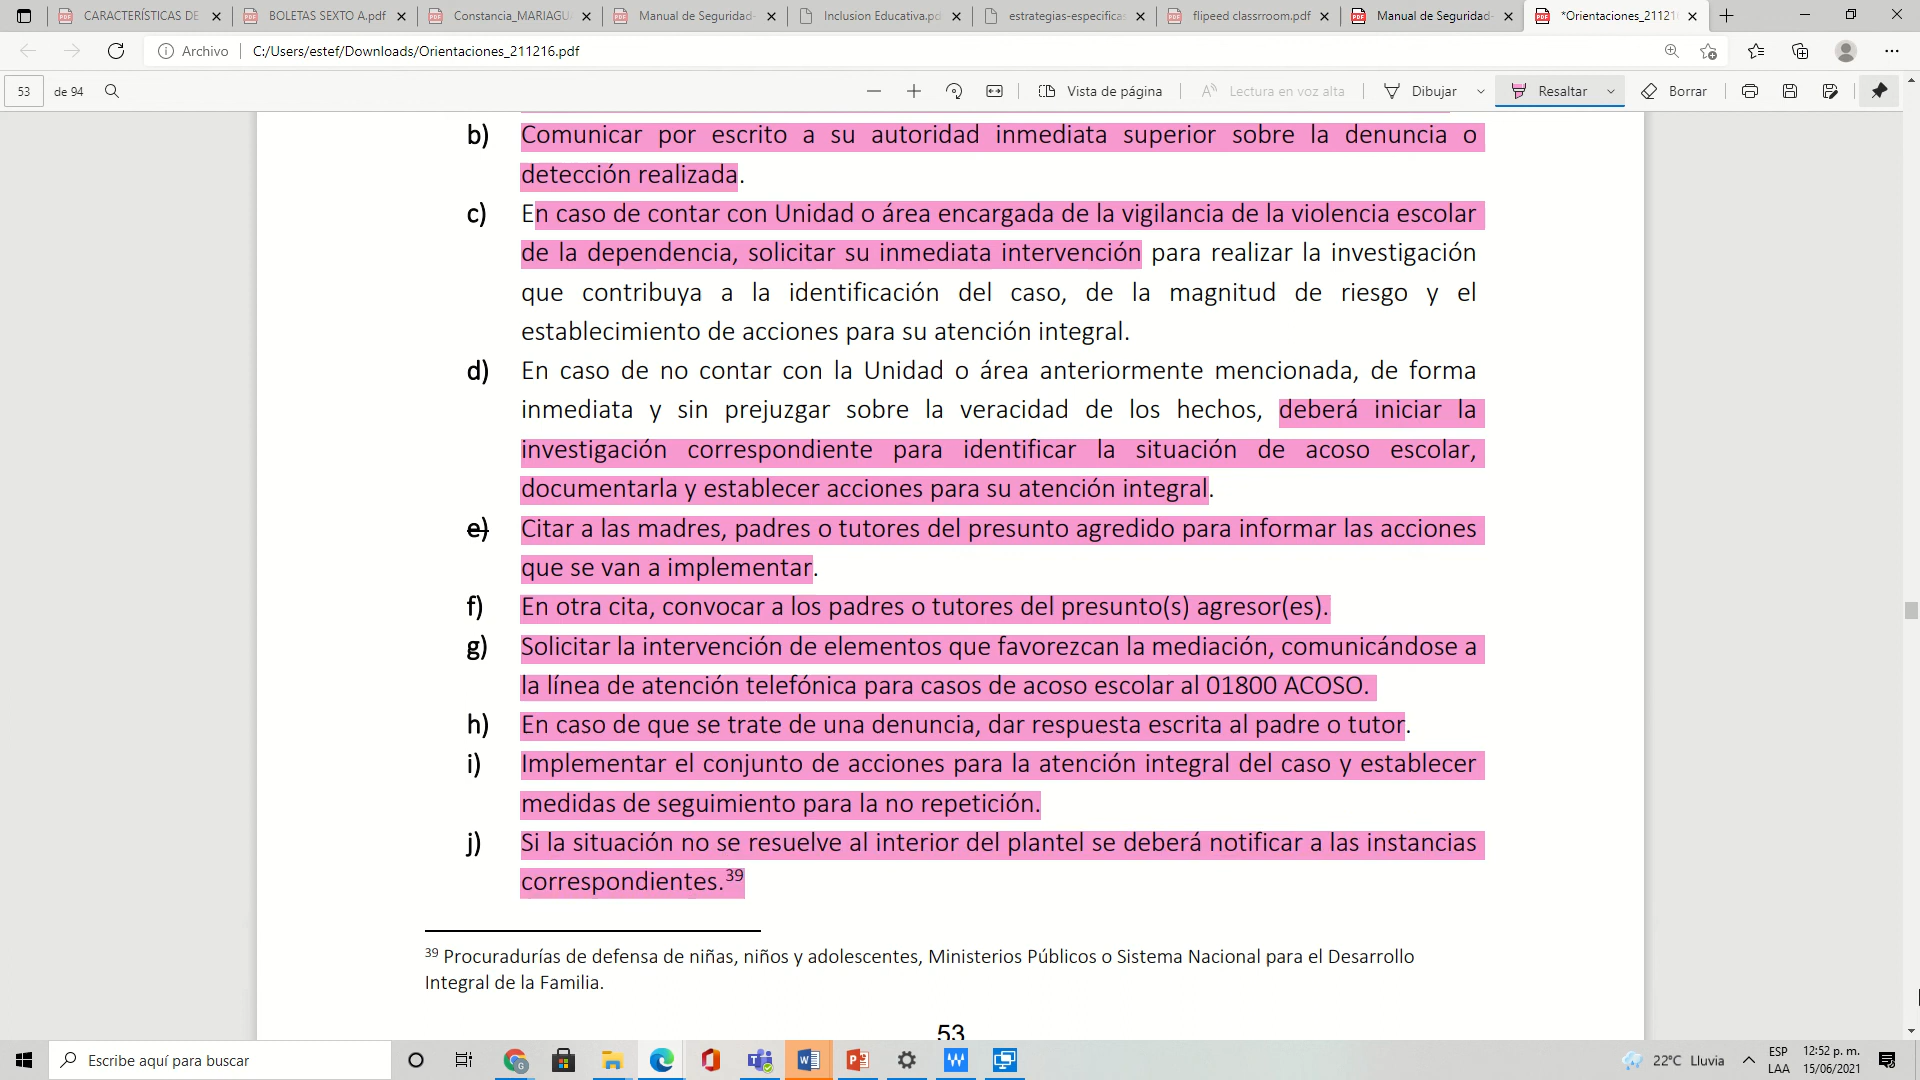 CARACTERÍSTICAS DE
BOLETAS SEXTO A.pdf
Constancia_MARIAGU
Manual de Seguridad-
Inclusion Educativa.pd
estrategias-especificas
flipeed classrroom.pdf
Manual de Seguridad-
*Orientaciones_21121
Archivo
C:/Users/estef/Downloads/Orientaciones_211216.pdf
53 de 94
Vista de página
Lectura en voz alta
Dibujar
Resaltar
Borrar
b) Comunicar por escrito a su autoridad inmediata superior sobre la denuncia o
detección realizada.
c) En caso de contar con Unidad o área encargada de la vigilancia de la violencia escolar
de la dependencia, solicitar su inmediata intervención para realizar la investigación
que contribuya a la identificación del caso, de la magnitud de riesgo y el
establecimiento de acciones para su atención integral.
d) En caso de no contar con la Unidad o área anteriormente mencionada, de forma
inmediata y sin prejuzgar sobre la veracidad de los hechos, deberá iniciar la
investigación correspondiente para identificar la situación de acoso escolar,
documentarla y establecer acciones para su atención integral.
e) Citar a las madres, padres o tutores del presunto agredido para informar las acciones
que se van a implementar.
f) En otra cita, convocar a los padres o tutores del presunto(s) agresor(es).
g) Solicitar la intervención de elementos que favorezcan la mediación, comunicándose a
la línea de atención telefónica para casos de acoso escolar al 01800 ACOSO.
h) En caso de que se trate de una denuncia, dar respuesta escrita al padre o tutor.
i) Implementar el conjunto de acciones para la atención integral del caso y establecer
medidas de seguimiento para la no repetición.
j) Si la situación no se resuelve al interior del plantel se deberá notificar a las instancias
correspondientes.39
39 Procuradurías de defensa de niñas, niños y adolescentes, Ministerios Públicos o Sistema Nacional para el Desarrollo
Integral de la Familia.
53
Escribe aquí para buscar
22°C Lluvia
ESP
LAA
12:52 p. m.
15/06/2021